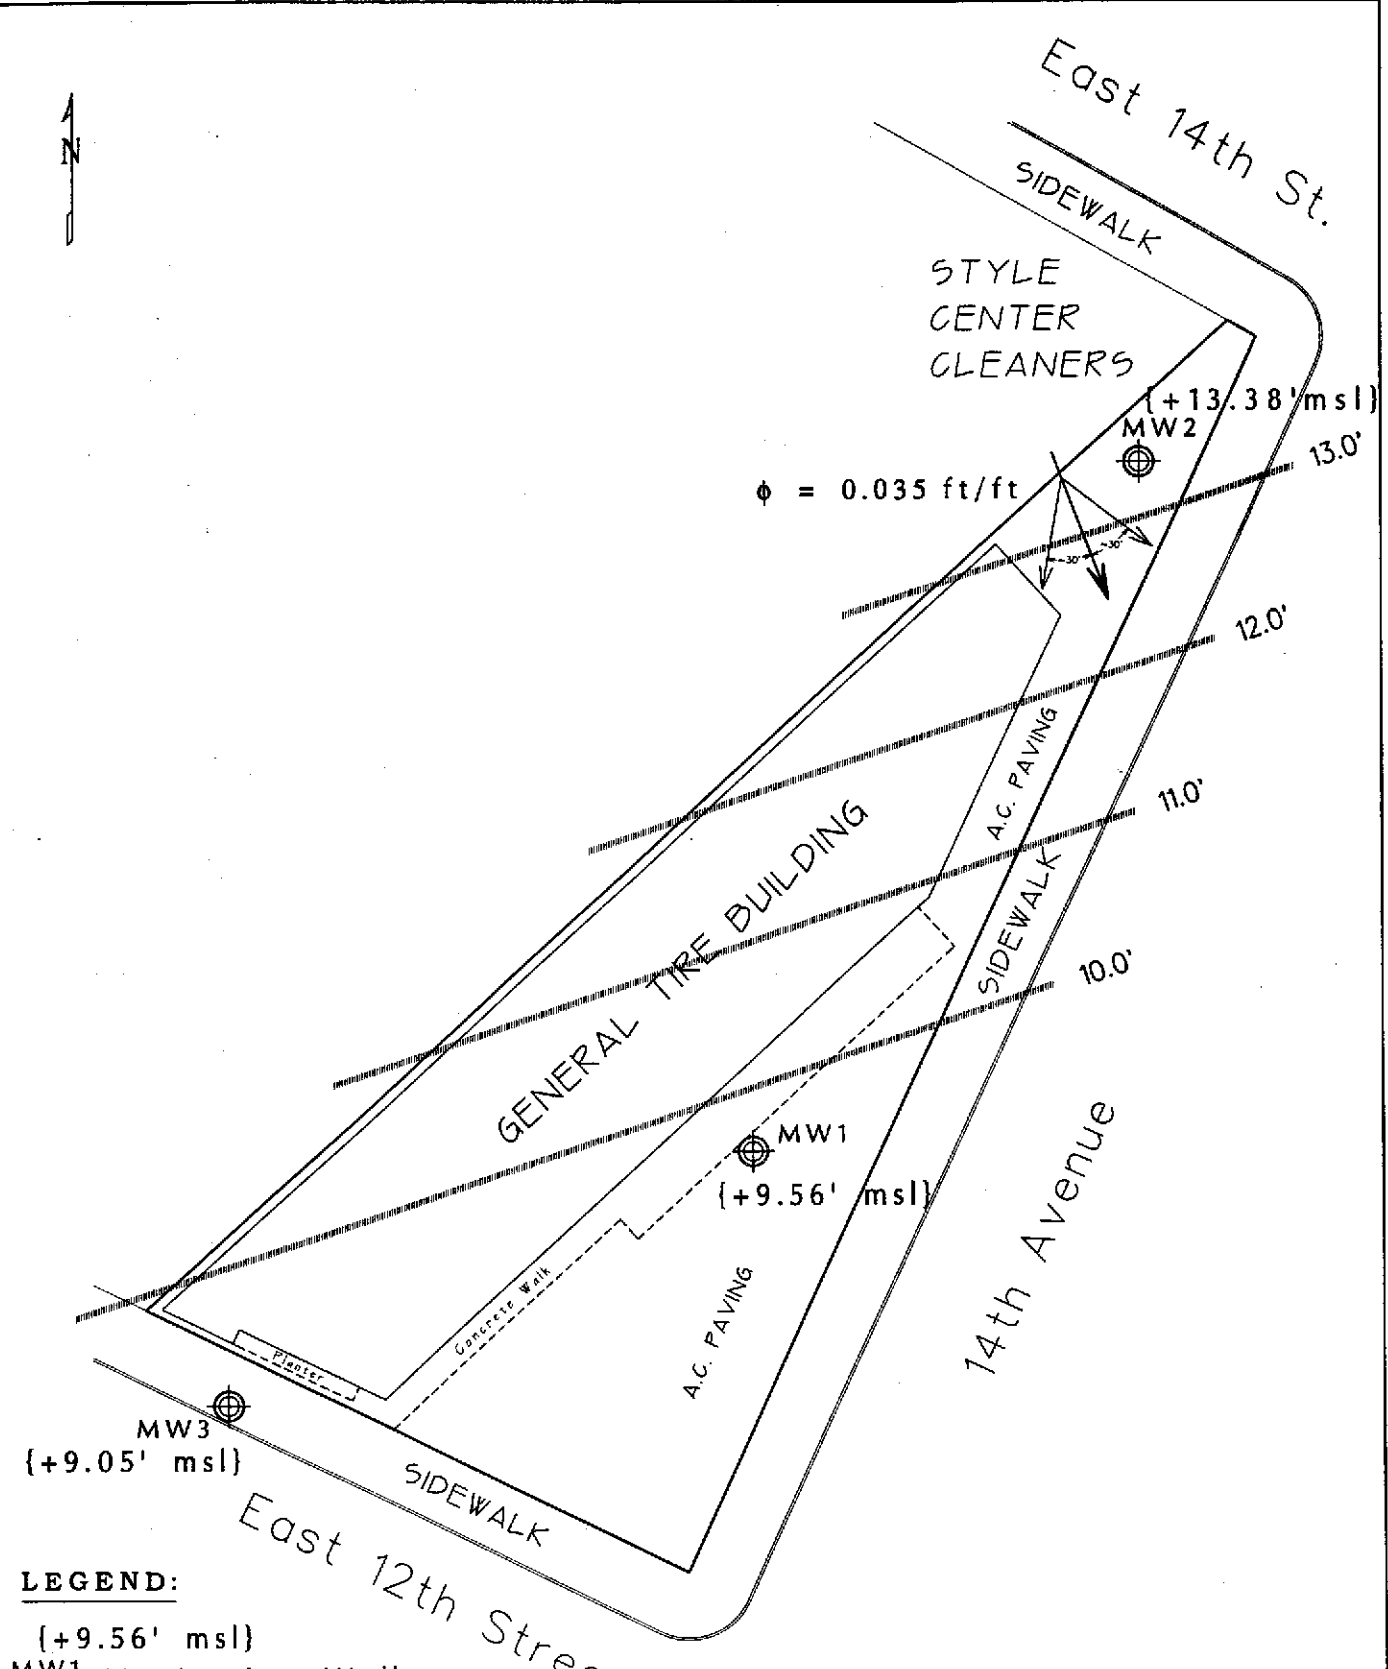 N
East 14th St.
SIDEWALK
STYLE
CENTER
CLEANERS
{+13.38'msl}
MW2
13.0'
ϕ = 0.035 ft/ft
~30°
~30°
12.0'
A.C. PAVING
11.0'
GENERAL TIRE BUILDING
SIDEWALK
10.0'
MW1
{+9.56' msl}
14th Avenue
Concrete Walk
A.C. PAVING
Planter
MW3
{+9.05' msl}
SIDEWALK
East 12th
LEGEND:
{+9.56' msl}
MW1